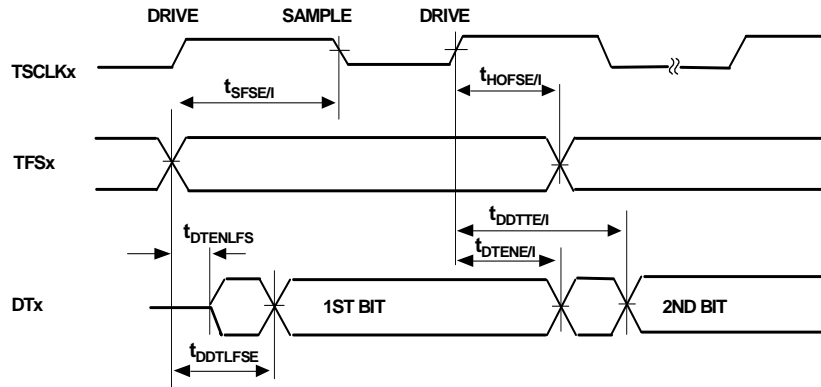 DRIVE SAMPLE DRIVE
TSCLKx
tSFSE/I tHOFSE/I
TFSx
tDDTTE/I
tDTENLFS
tDTENE/I
DTx 1ST BIT 2ND BIT
tDDTLFSE